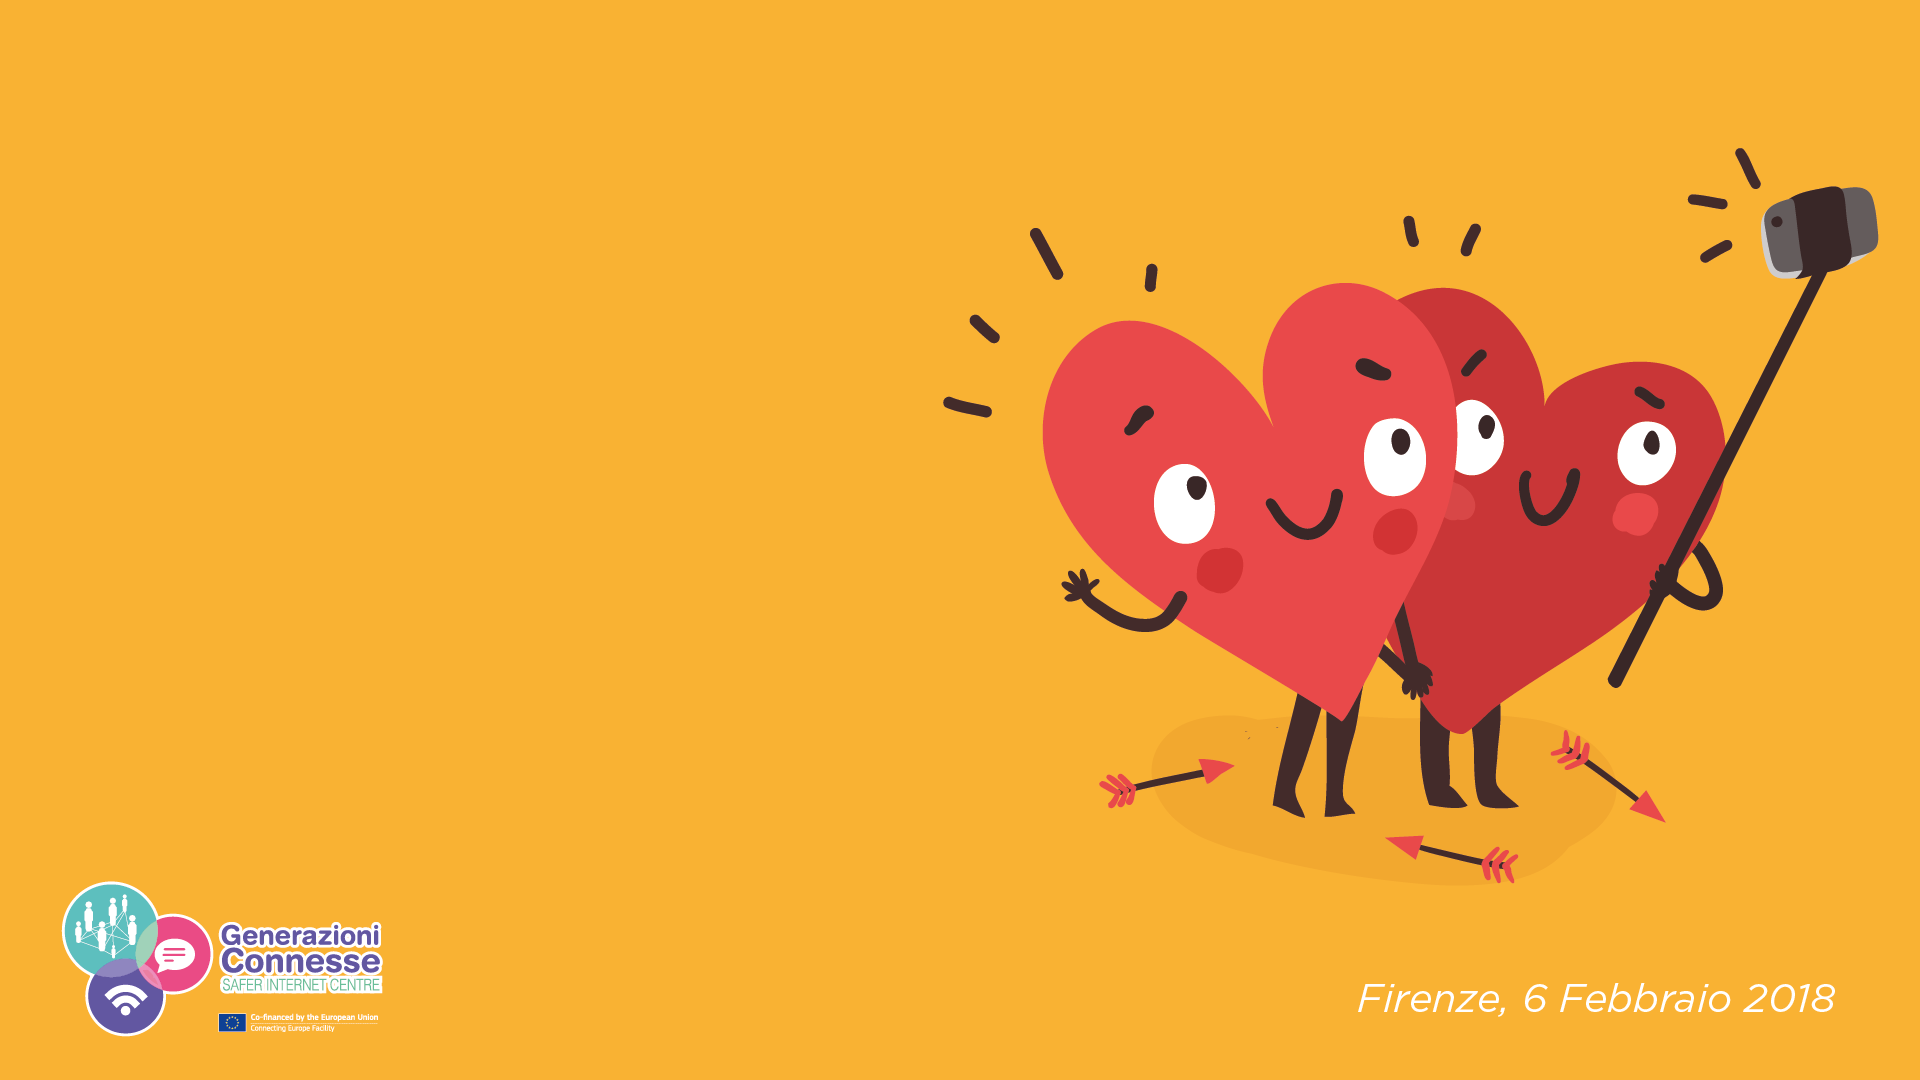 Generazioni
Connesse
SAFER INTERNET CENTRE
Co-financed by the European Union
Connecting Europe Facility
Firenze, 6 Febbraio 2018